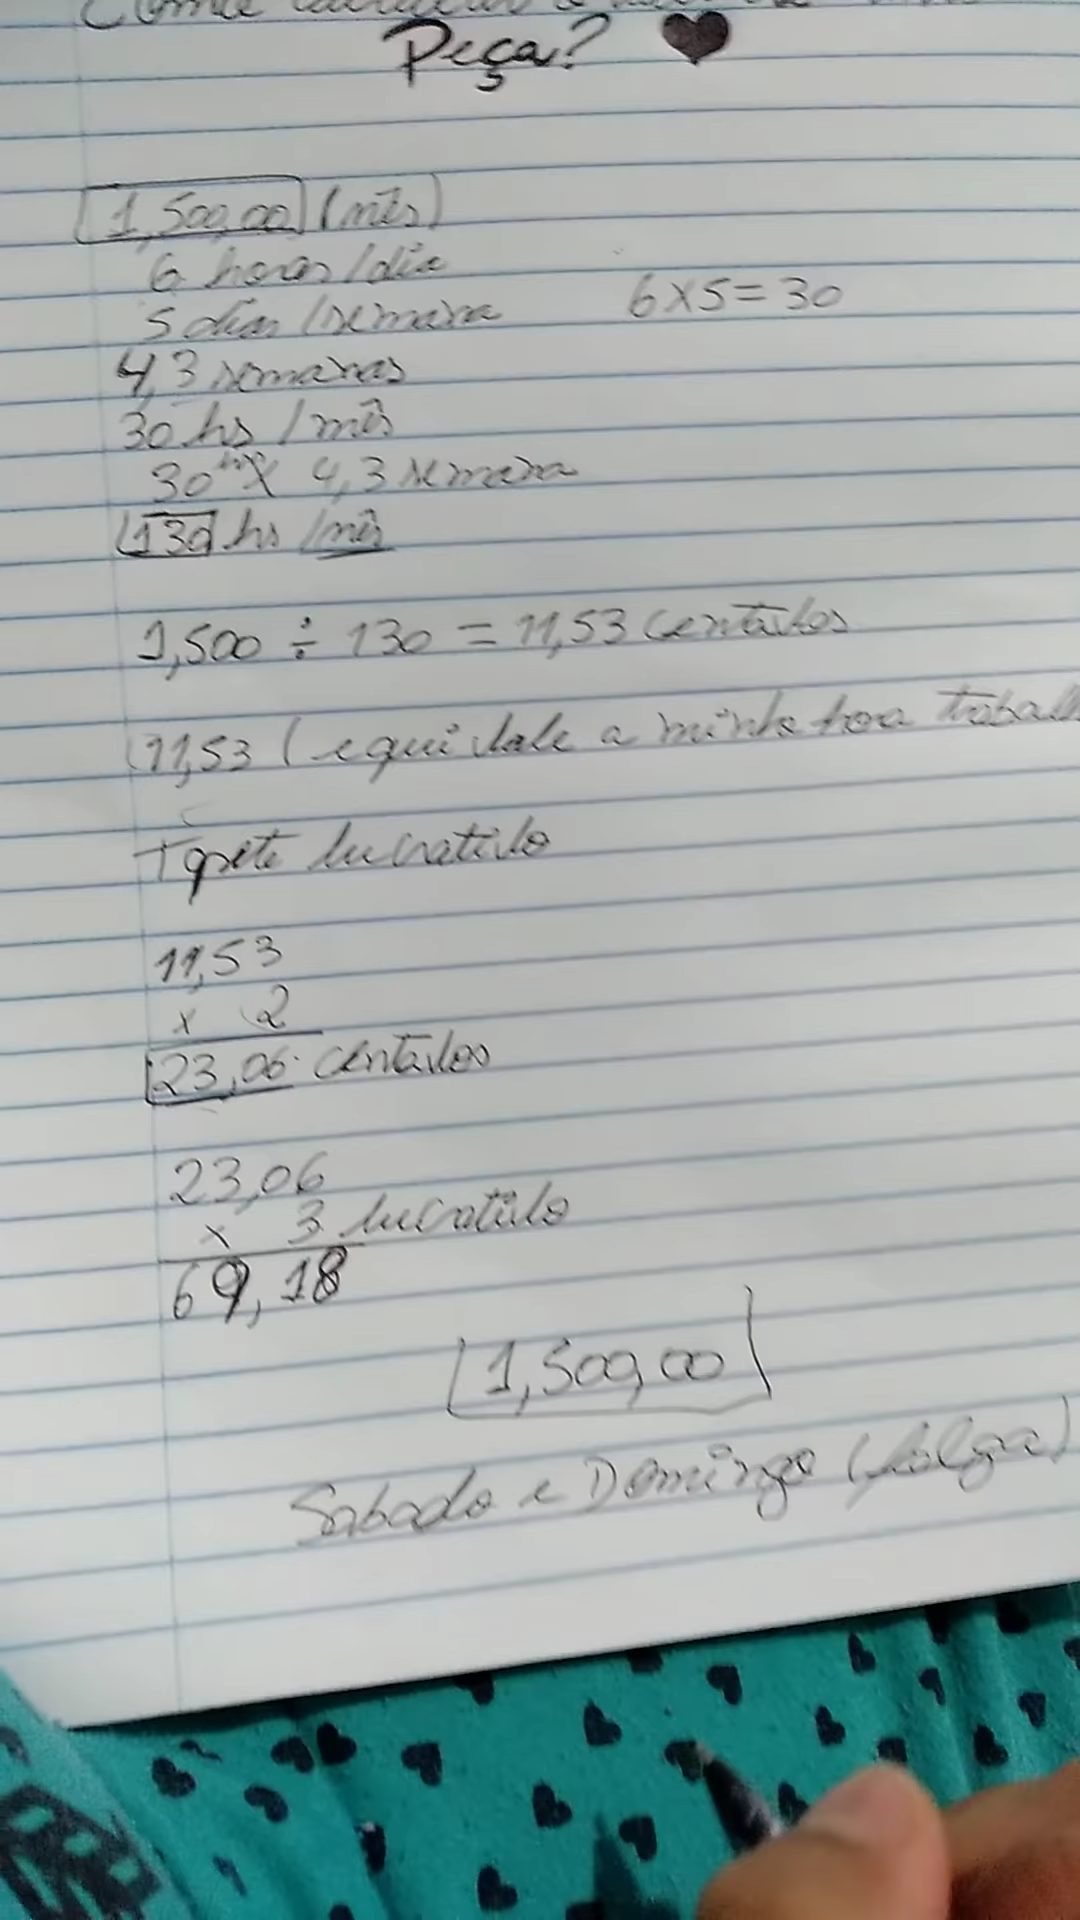 Peça?
1,500,00 (mês)
6 horas/dia
5 dias/semana 6x5=30
4,3 semanas
30 hs/mês
30 x 4,3 semana
130 hs/mês
1,500 ÷ 130 = 11,53 centavos
11,53 (equivale a minha hora
Tapete lucrativo
11,53
x 2
23,06 centavos
23,06
x 3 lucrativo
69,18
1,500,00
Sabado e Domingo (folga)